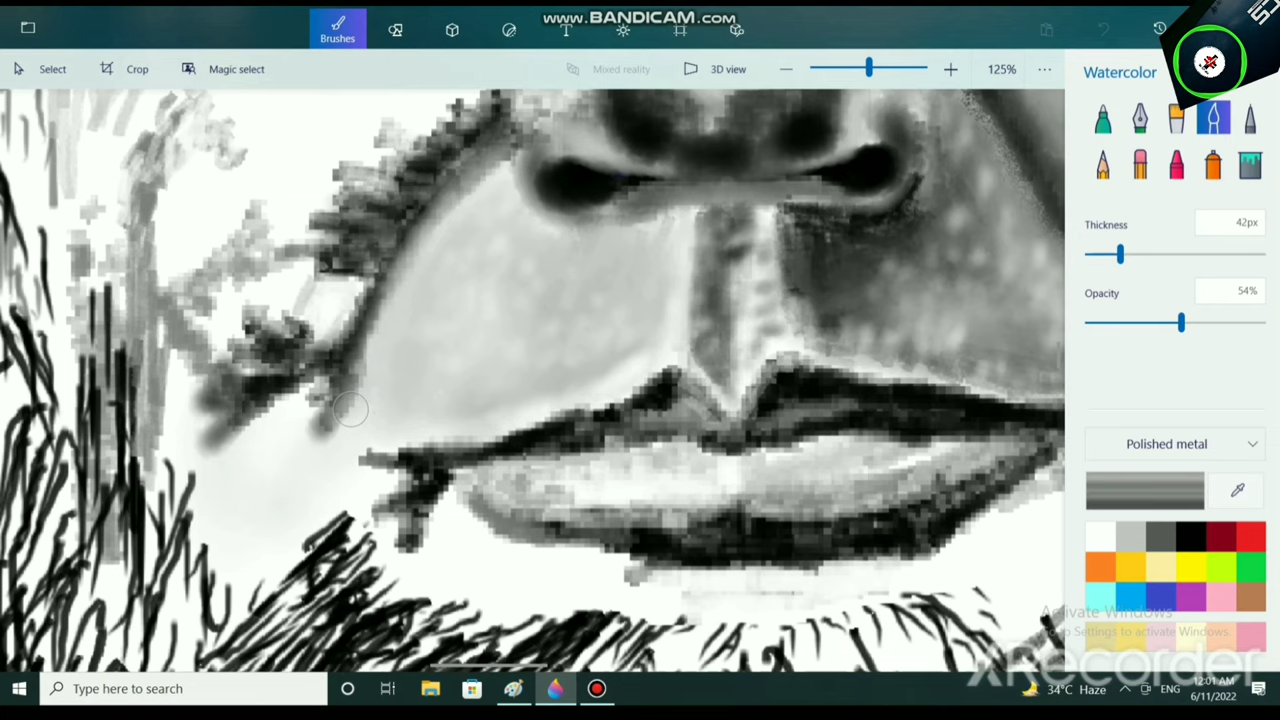 www.BANDICAM.com
Brushes
Select
Crop
Magic select
Mixed reality
3D view
125%
Watercolor
Thickness
42px
Opacity
54%
Polished metal
Activate Windows
Settings to activate Windows.
XRecorder
Type here to search
34°C Haze
ENG
12:01 AM
6/11/2022